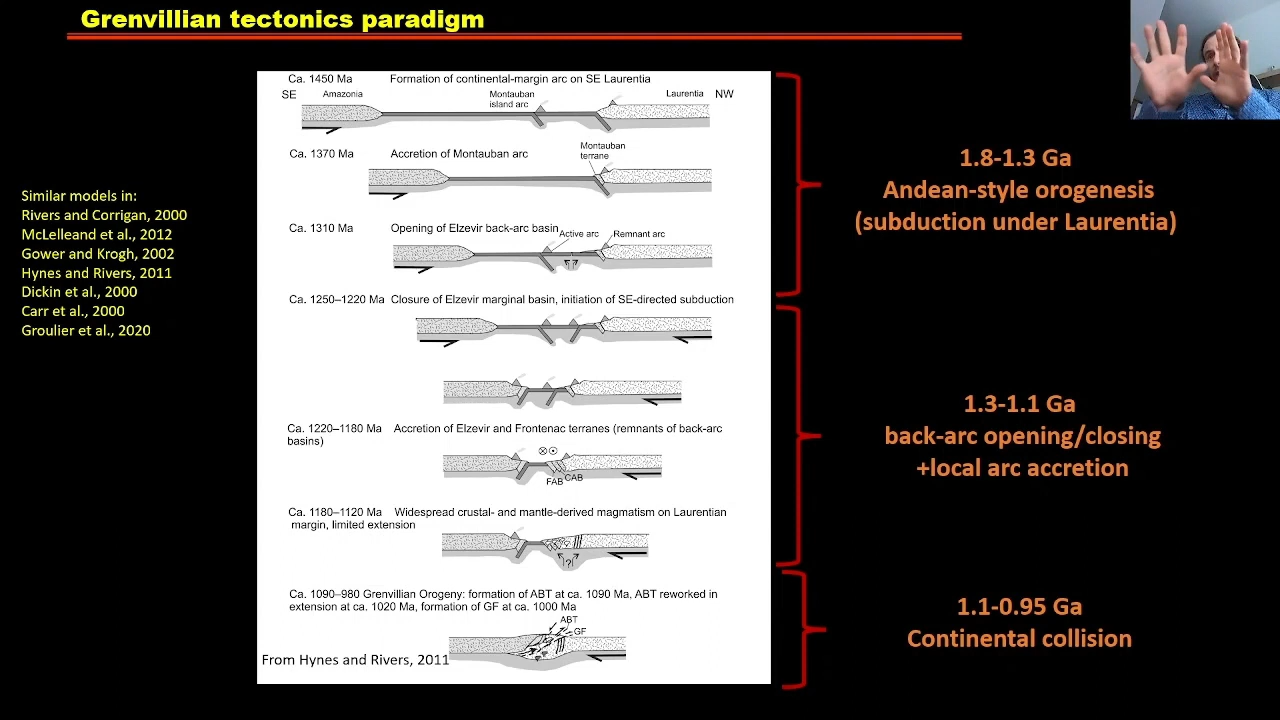 Grenvillian tectonics paradigm
Similar models in:
Rivers and Corrigan, 2000
McLelleand et al., 2012
Gower and Krogh, 2002
Hynes and Rivers, 2011
Dickin et al., 2000
Carr et al., 2000
Groulier et al., 2020
Ca. 1450 Ma Formation of continental-margin arc on SE Laurentia
SE Amazonia Montauban Laurentia NW
island arc
Ca. 1370 Ma Accretion of Montauban arc
Montauban
terrane
Ca. 1310 Ma Opening of Elzevir back-arc basin
Active arc Remnant arc
Ca. 1250–1220 Ma Closure of Elzevir marginal basin, initiation of SE-directed subduction
Ca. 1220–1180 Ma Accretion of Elzevir and Frontenac terranes (remnants of back-arc
basins)
FAB CAB
Ca. 1180–1120 Ma Widespread crustal- and mantle-derived magmatism on Laurentian
margin, limited extension
?
Ca. 1090–980 Grenvillian Orogeny: formation of ABT at ca. 1090 Ma, ABT reworked in
extension at ca. 1020 Ma, formation of GF at ca. 1000 Ma
ABT
GF
From Hynes and Rivers, 2011
1.8-1.3 Ga
Andean-style orogenesis
(subduction under Laurentia)
1.3-1.1 Ga
back-arc opening/closing
+local arc accretion
1.1-0.95 Ga
Continental collision